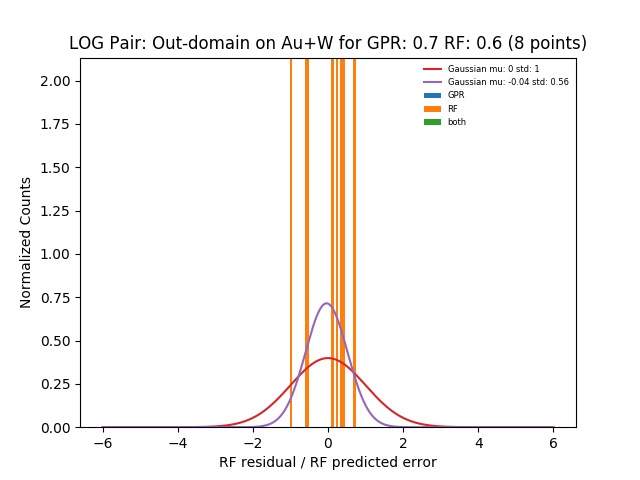 LOG Pair: Out-domain on Au+W for GPR: 0.7 RF: 0.6 (8 points)
Gaussian mu: 0 std: 1
Gaussian mu: -0.04 std: 0.56
GPR
RF
both
Normalized Counts
2.00
1.75
1.50
1.25
1.00
0.75
0.50
0.25
0.00
−6 −4 −2 0 2 4 6
RF residual / RF predicted error